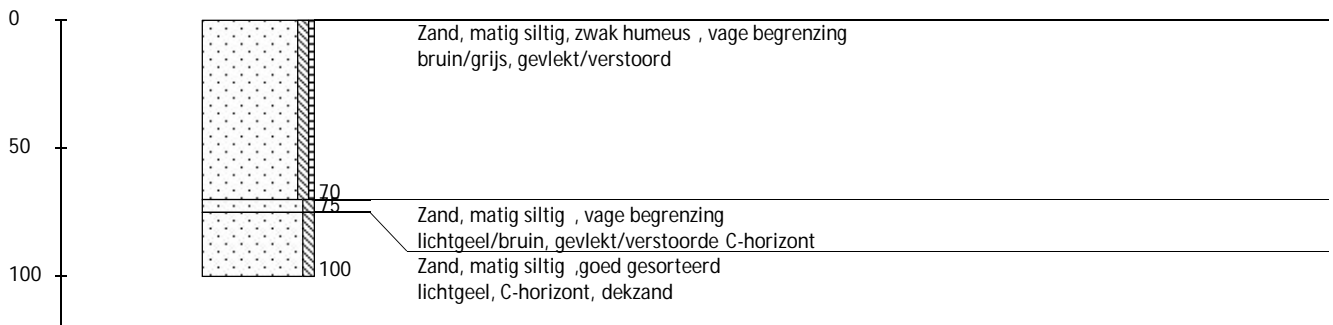 0
Zand, matig siltig, zwak humeus , vage begrenzing
bruin/grijs, gevlekt/verstoord
50
70
75
Zand, matig siltig , vage begrenzing
lichtgeel/bruin, gevlekt/verstoorde C-horizont
100
100
Zand, matig siltig ,goed gesorteerd
lichtgeel, C-horizont, dekzand